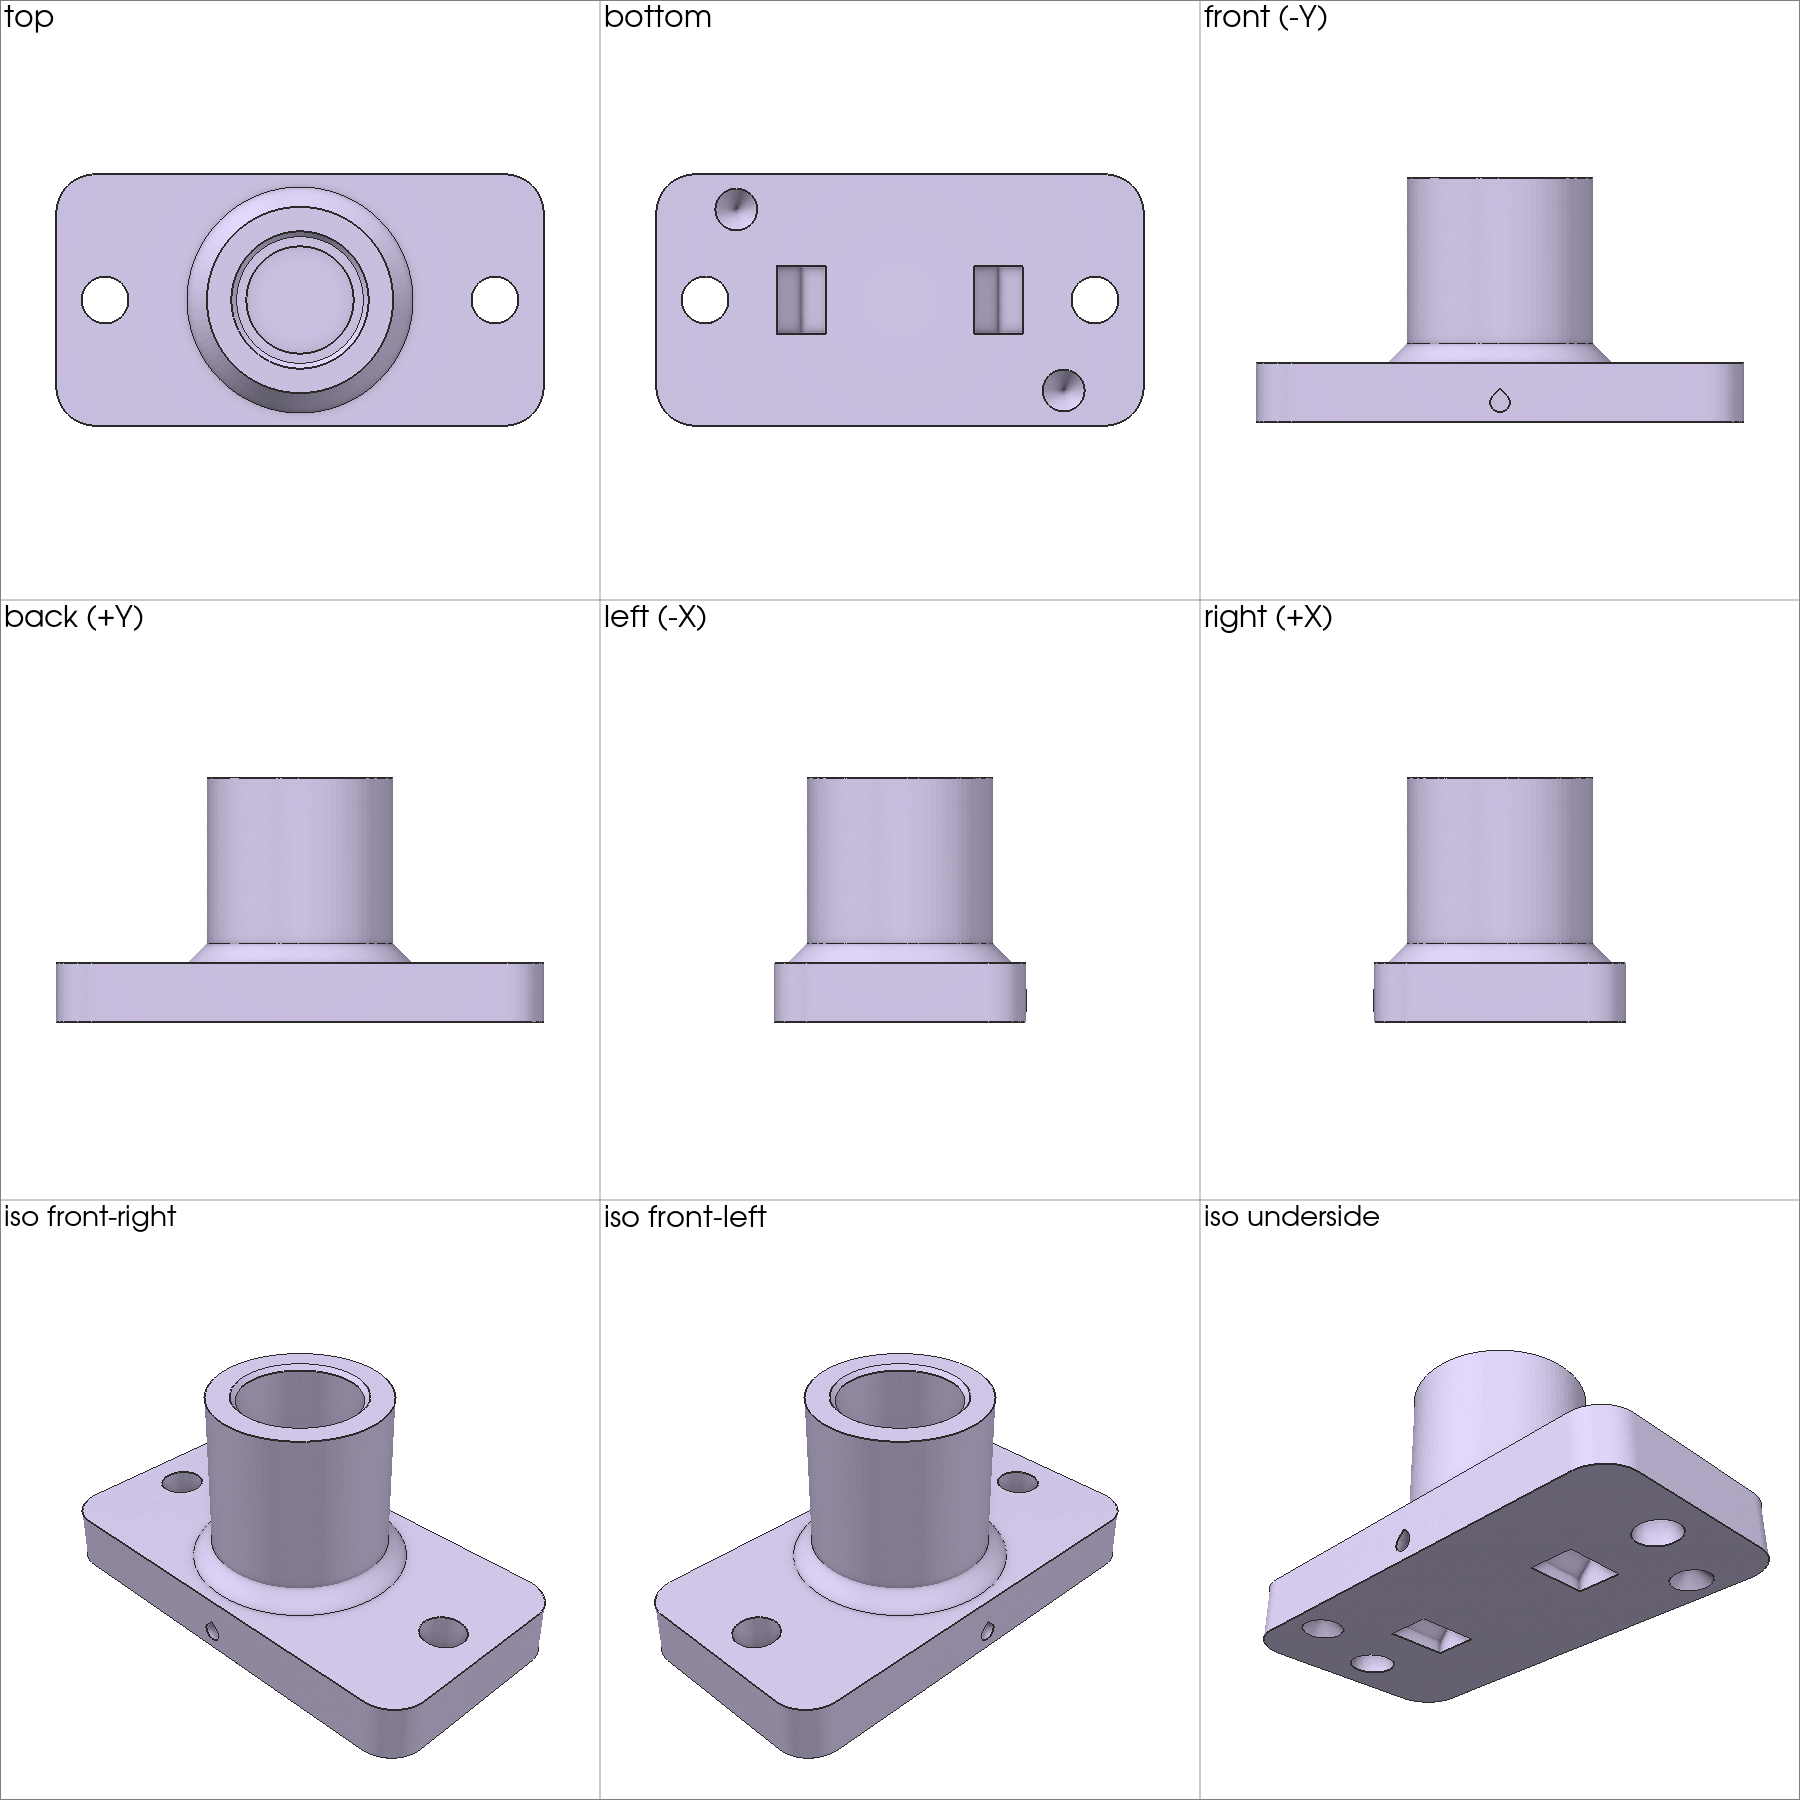 top
bottom
front (-Y)
back (+Y)
left (-X)
right (+X)
iso front-right
iso front-left
iso underside